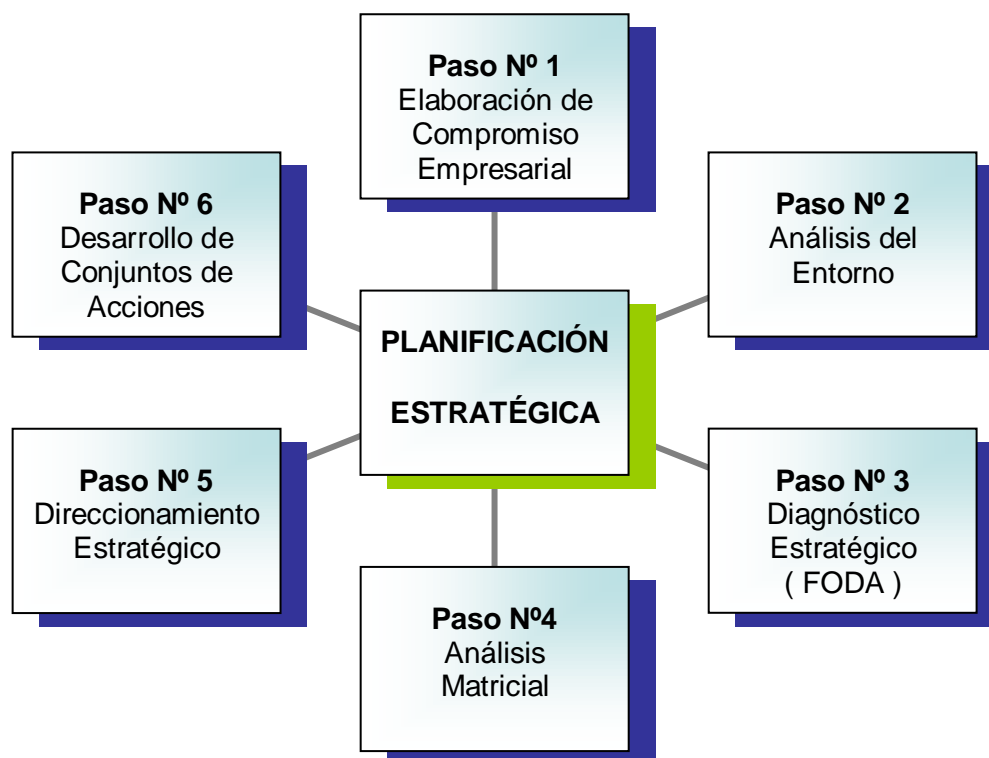 Paso Nº 1
Elaboración de
Compromiso
Empresarial
Paso Nº 2
Análisis del
Entorno
Paso Nº 3
Diagnóstico
Estratégico
( FODA )
Paso Nº4
Análisis
Matricial
Paso Nº 5
Direccionamiento
Estratégico
Paso Nº 6
Desarrollo de
Conjuntos de
Acciones
PLANIFICACIÓN
ESTRATÉGICA